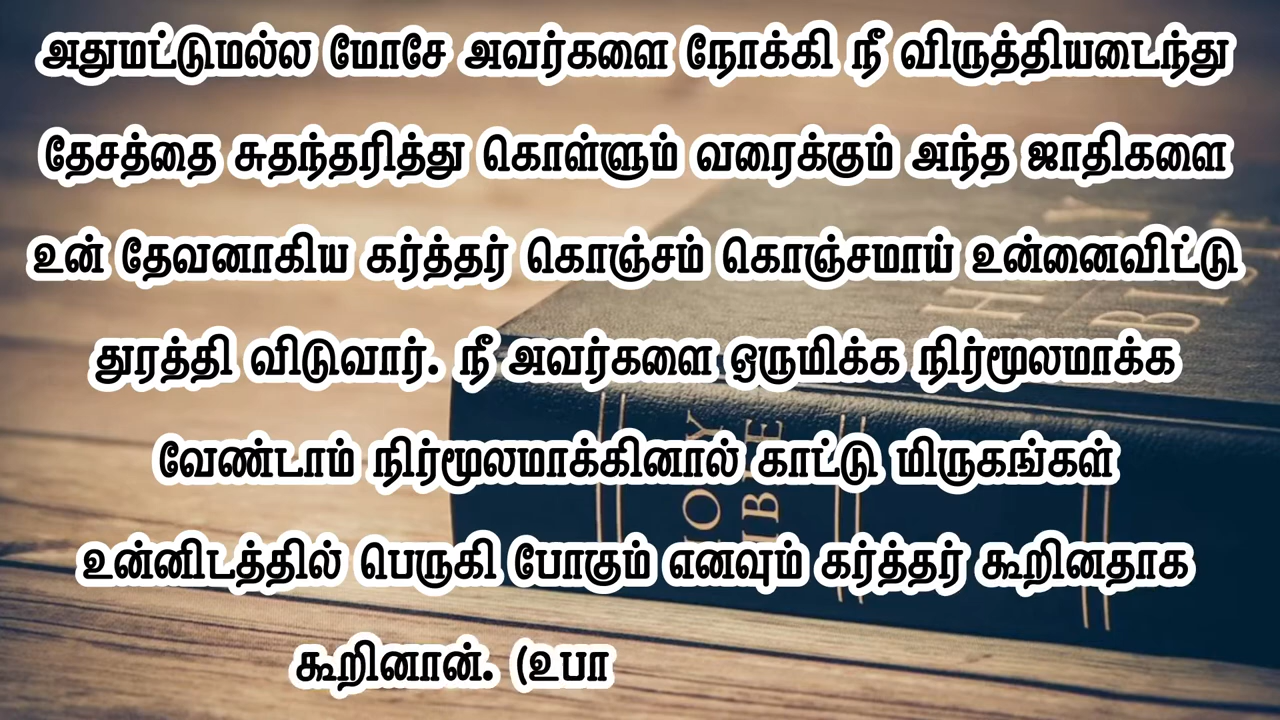 அதுமட்டுமல்ல மோசே அவர்களை நோக்கி நீ விருத்தியடைந்து
தேசத்தை சுதந்தரித்து கொள்ளும் வரைக்கும் அந்த ஜாதிகளை
உன் தேவனாகிய கர்த்தர் கொஞ்சம் கொஞ்சமாய் உன்னைவிட்டு
துரத்தி விடுவார். நீ அவர்களை ஒருமிக்க நிர்மூலமாக்க
வேண்டாம் நிர்மூலமாக்கினால் காட்டு மிருகங்கள்
உன்னிடத்தில் பெருகி போகும் எனவும் கர்த்தர் கூறினதாக
கூறினான். (உபா